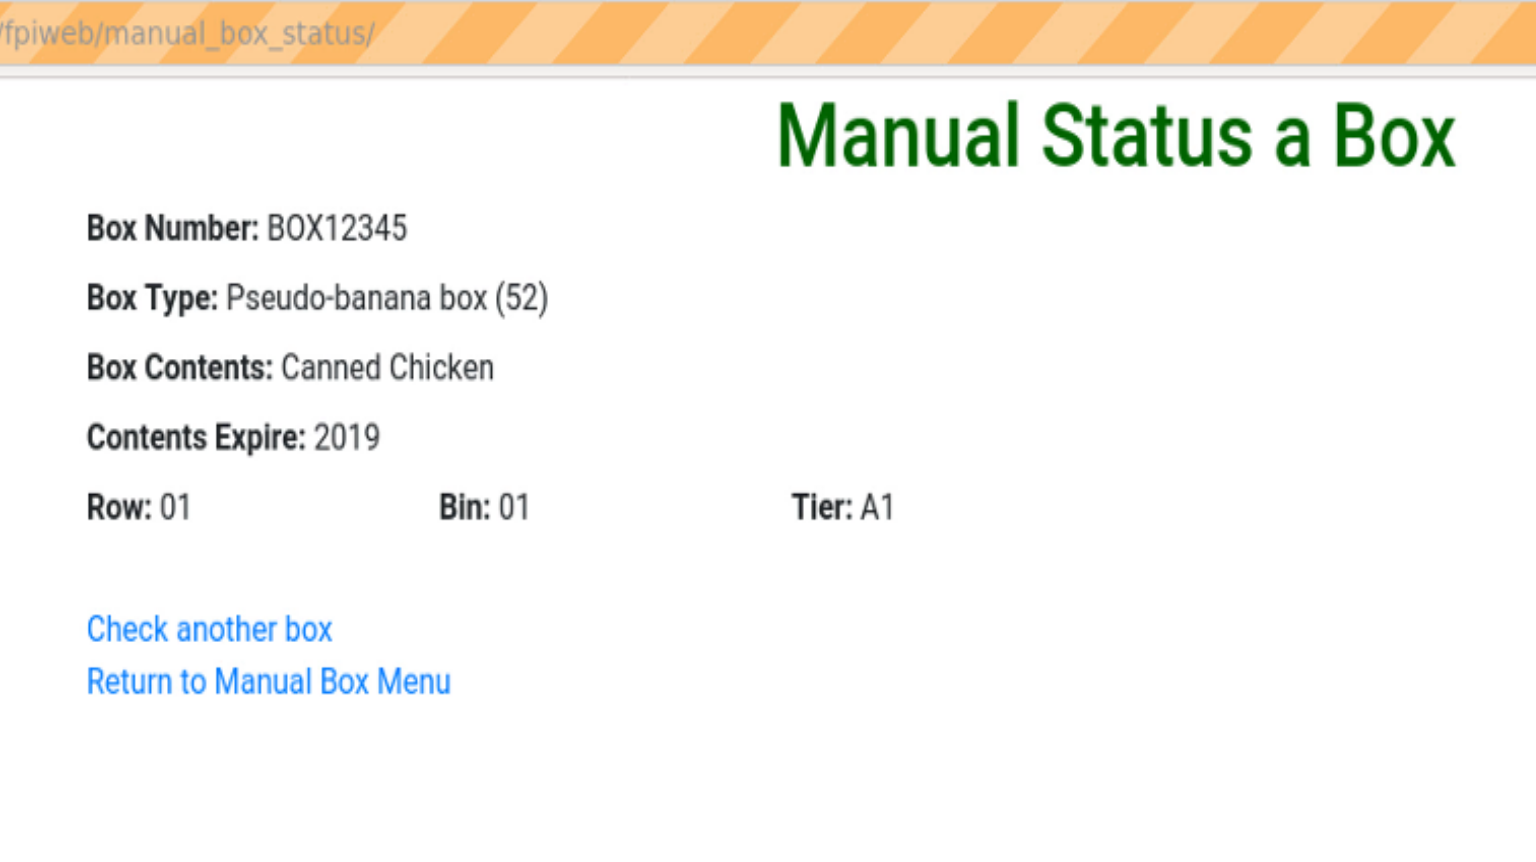 /fpiweb/manual_box_status/
Manual Status a Box
Box Number: BOX12345
Box Type: Pseudo-banana box (52)
Box Contents: Canned Chicken
Contents Expire: 2019
Row: 01 Bin: 01 Tier: A1
Check another box
Return to Manual Box Menu